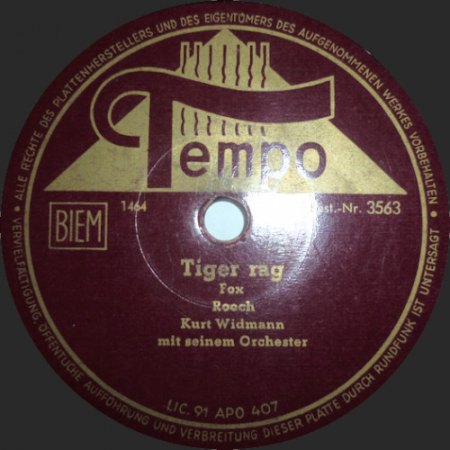 ALLE RECHTE DES PLATTENHERSTELLERS UND DES EIGENTÜMERS DES AUFGENOMMENEN WERKES VORBEHALTEN
Tempo
BIEM
1464
st.-Nr. 3563
Tiger rag
Fox
Roech
Kurt Widmann
mit seinem Orchester
LIC. 91 APO 407
• VERVIELFÄLTIGUNG, ÖFFENTLICHE AUFFÜHRUNG UND VERBREITUNG DIESER PLATTE DURCH RUNDFUNK IST UNTERSAGT •